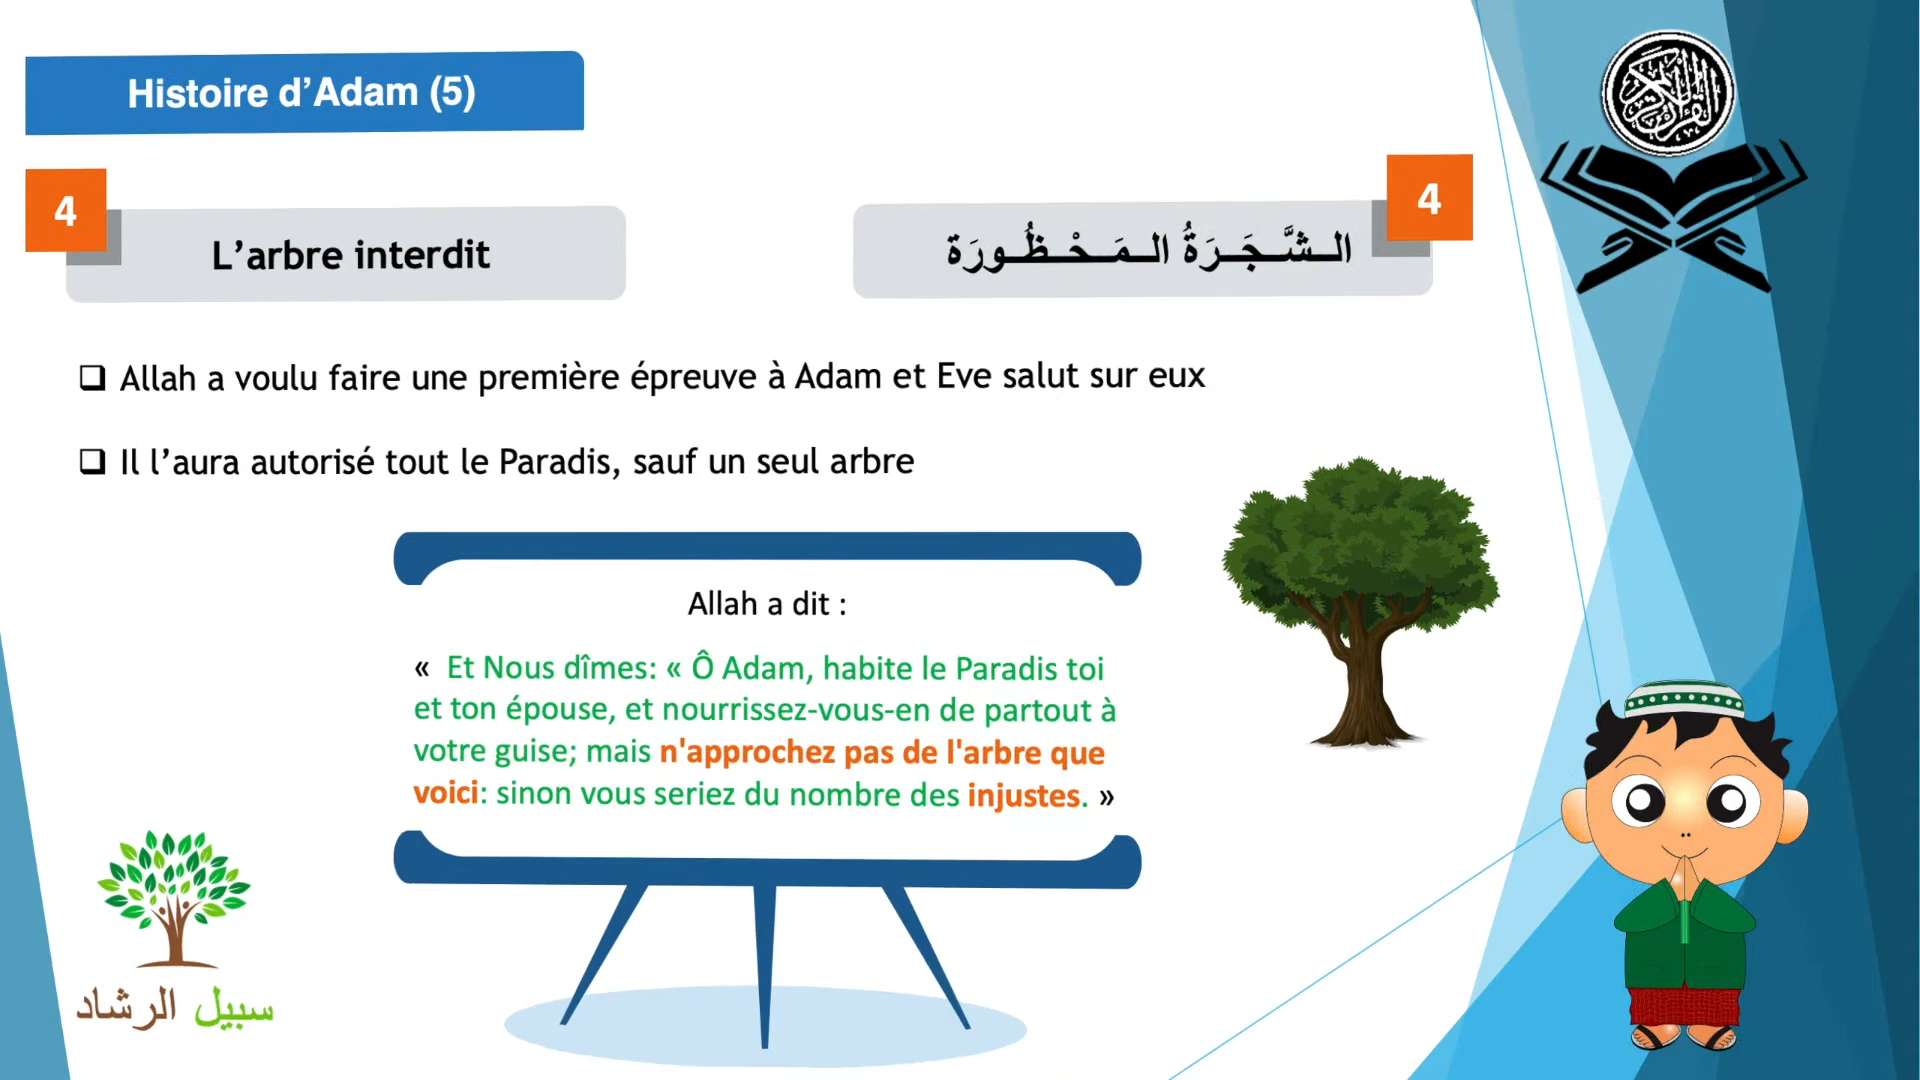 Histoire d’Adam (5)
4
L’arbre interdit
4
الـشَّـجَـرَةُ الـمَـحْـظُـورَة
القرآن الكريم
❑ Allah a voulu faire une première épreuve à Adam et Eve salut sur eux
❑ Il l’aura autorisé tout le Paradis, sauf un seul arbre
Allah a dit :
« Et Nous dîmes: « Ô Adam, habite le Paradis toi
et ton épouse, et nourrissez-vous-en de partout à
votre guise; mais n'approchez pas de l'arbre que
voici: sinon vous seriez du nombre des injustes. »
سبيل الرشاد